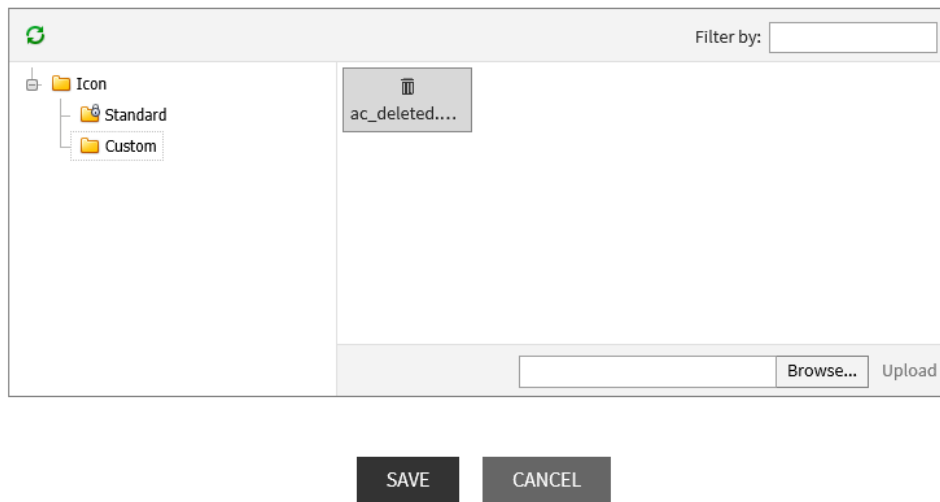 Filter by:
Icon
Standard
Custom
ac_deleted....
Browse...
Upload
SAVE
CANCEL